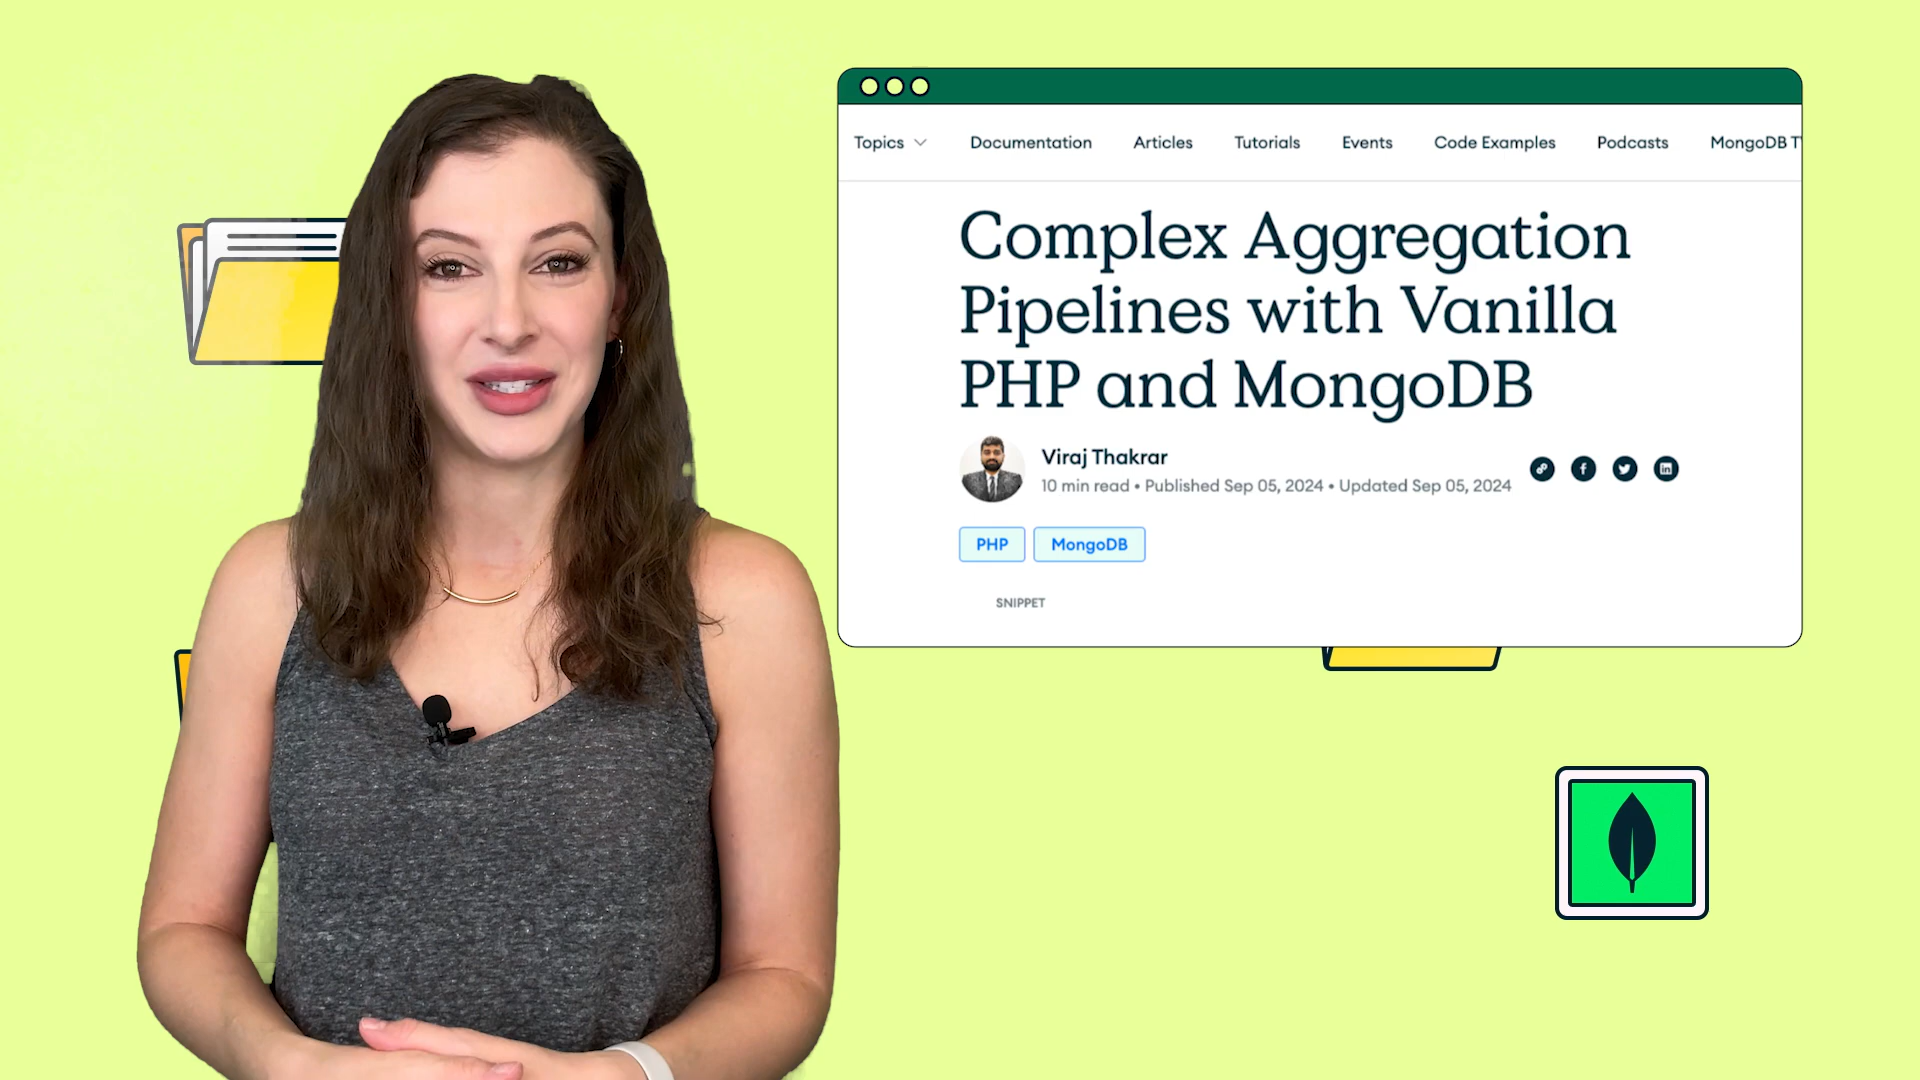 Topics
Documentation
Articles
Tutorials
Events
Code Examples
Podcasts
MongoDB
Complex Aggregation
Pipelines with Vanilla
PHP and MongoDB
Viraj Thakrar
10 min read • Published Sep 05, 2024 • Updated Sep 05, 2024
PHP
MongoDB
SNIPPET